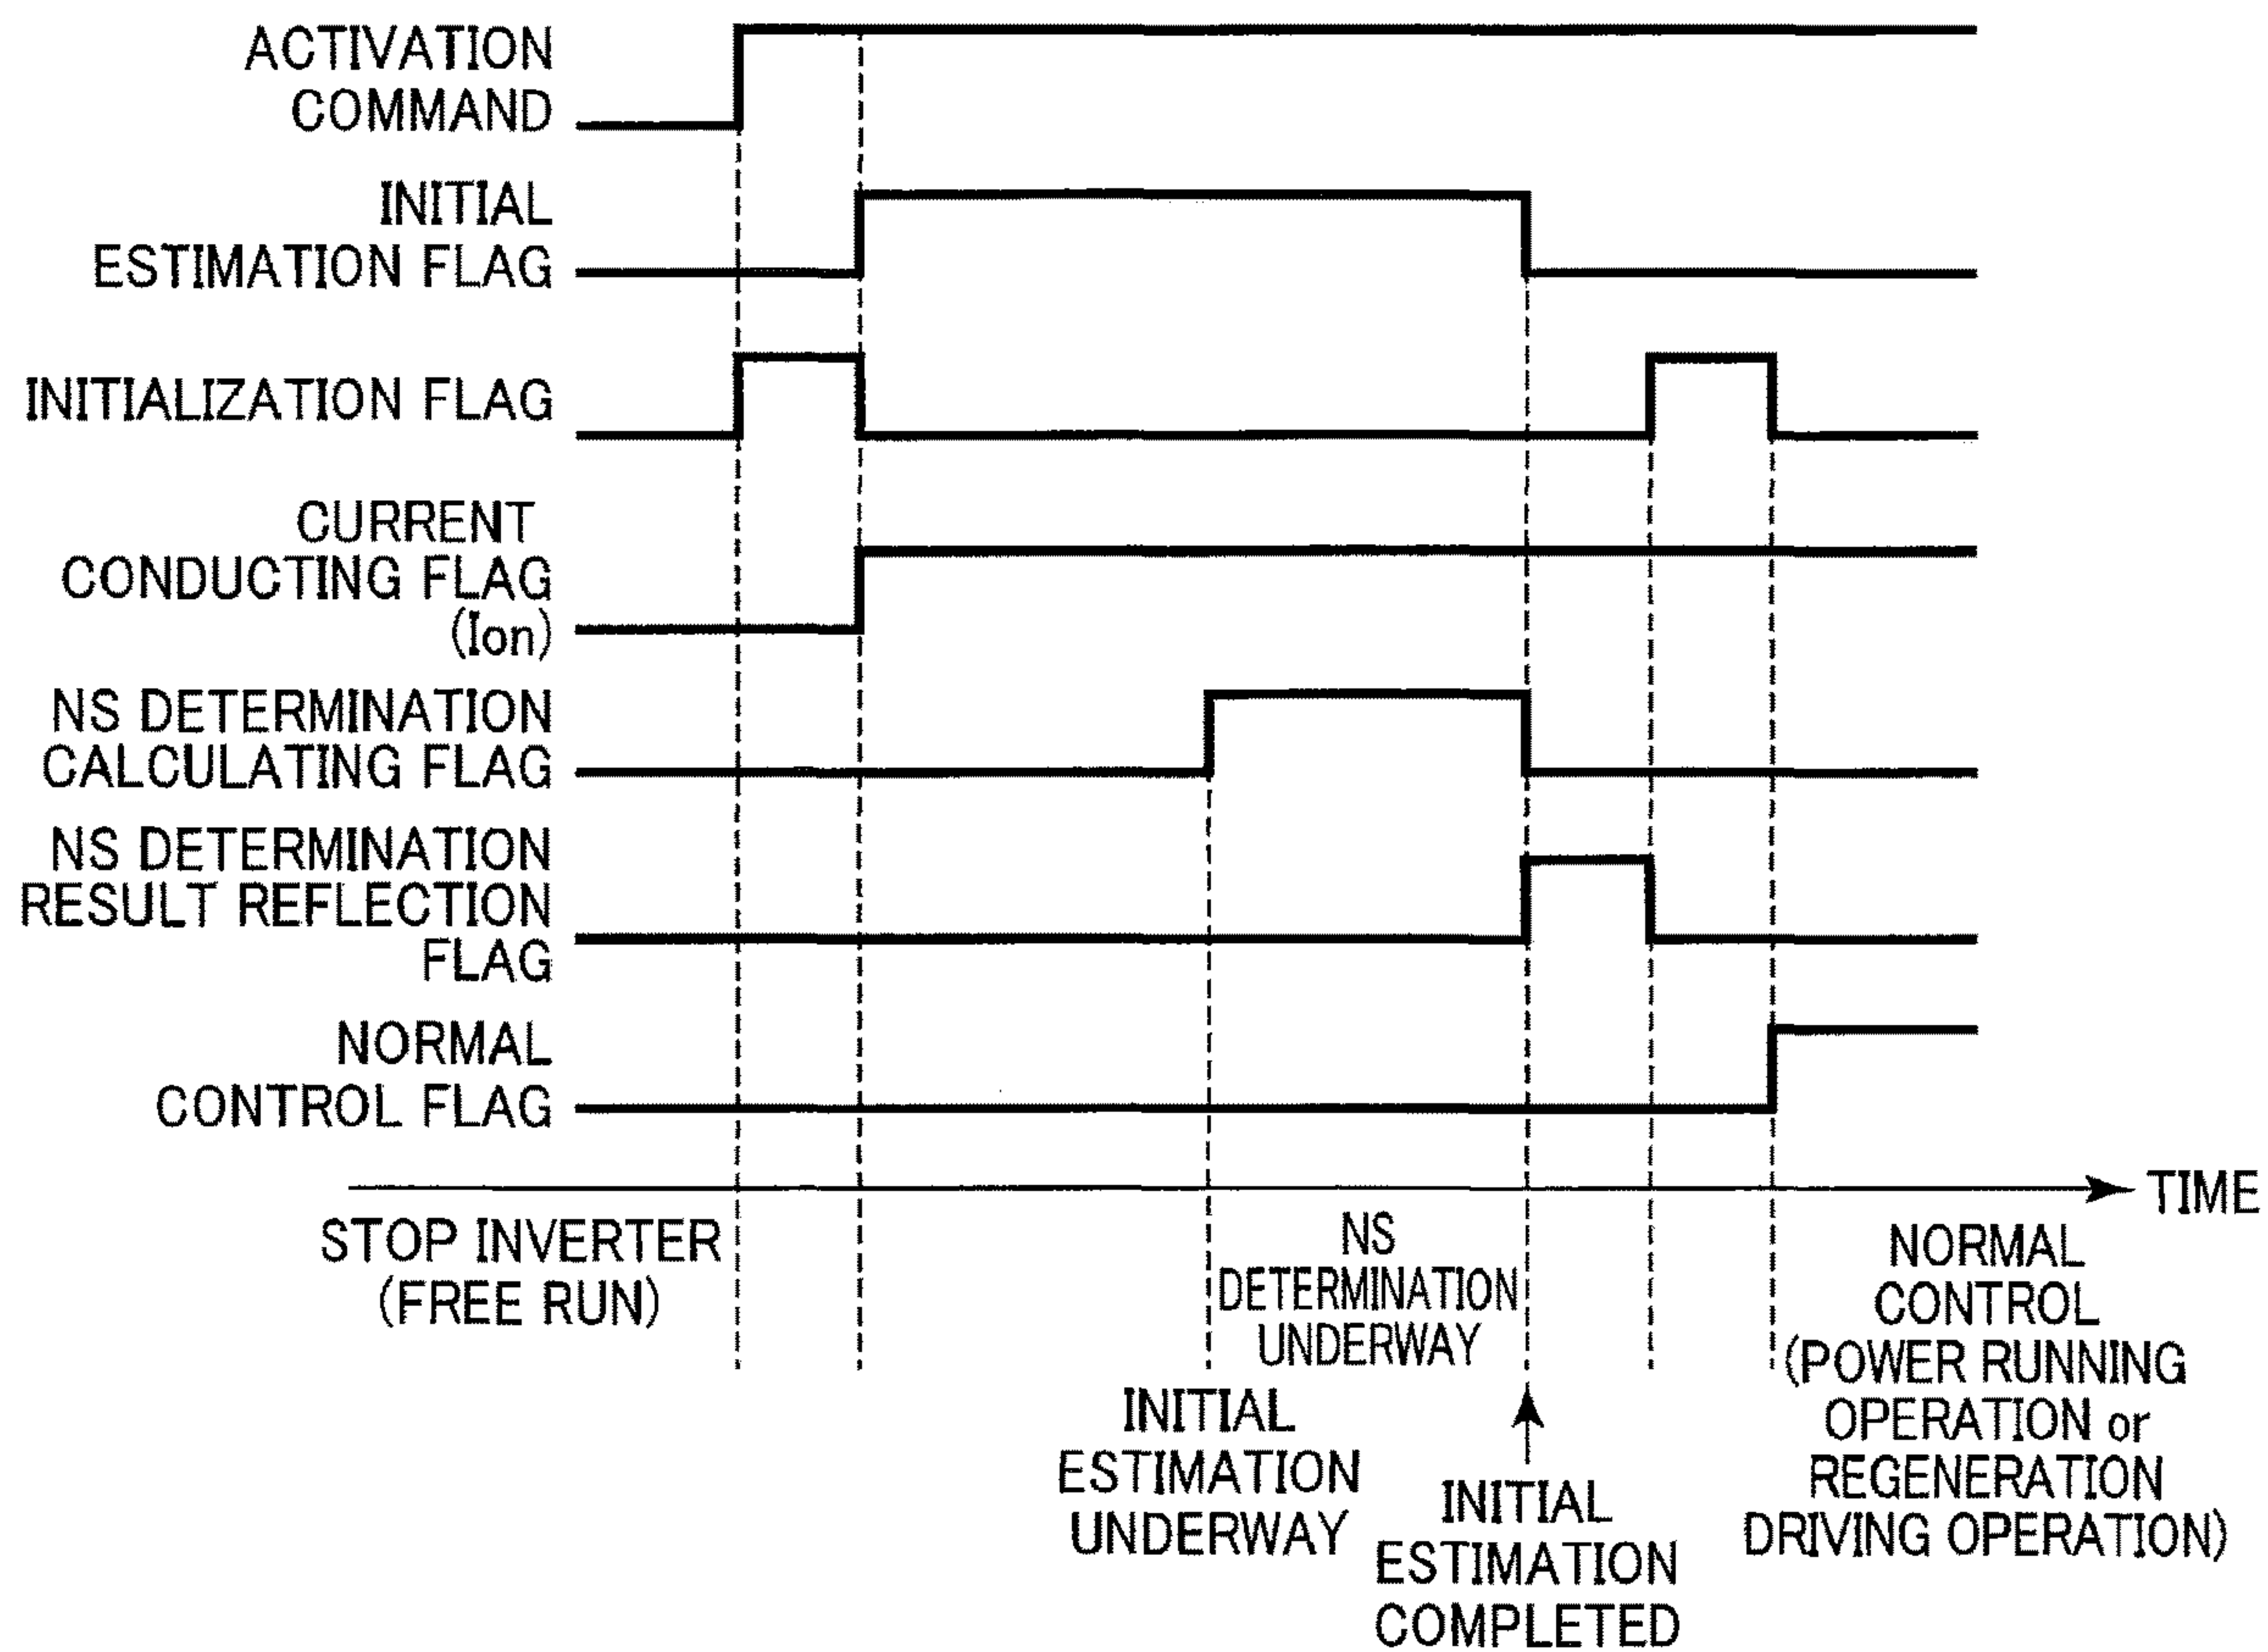 ACTIVATION
COMMAND
INITIAL
ESTIMATION FLAG
INITIALIZATION FLAG
CURRENT
CONDUCTING FLAG
(Ion)
NS DETERMINATION
CALCULATING FLAG
NS DETERMINATION
RESULT REFLECTION
FLAG
NORMAL
CONTROL FLAG
TIME
STOP INVERTER
(FREE RUN)
NS
DETERMINATION
UNDERWAY
INITIAL
ESTIMATION
UNDERWAY
INITIAL
ESTIMATION
COMPLETED
NORMAL
CONTROL
(POWER RUNNING
OPERATION or
REGENERATION
DRIVING OPERATION)